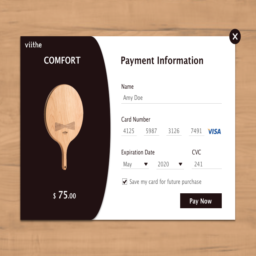 viithe
X
COMFORT
Payment Information
Name
Amy Doe
Card Number
4125 5987 3126 7491 VISA
Expiration Date
CVC
May
2020
241
Save my card for future purchase
$ 75.00
Pay Now